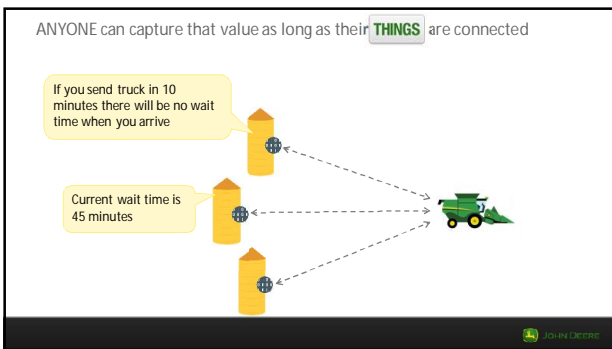 ANYONE can capture that value as long as their THINGS are connected
If you send truck in 10
minutes there will be no wait
time when you arrive
Current wait time is
45 minutes
JOHN DEERE